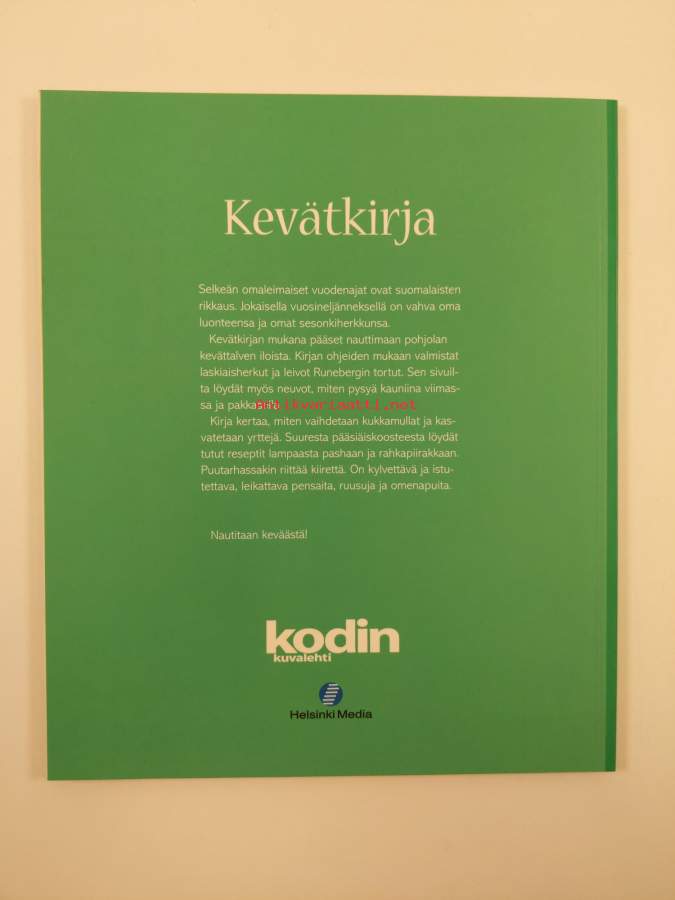 Kevätkirja
Selkeän omaleimaiset vuodenajat ovat suomalaisten
rikkaus. Jokaisella vuosineljänneksellä on vahva oma
luonteensa ja omat sesonkiherkkunsa.
Kevätkirjan mukana pääset nauttimaan pohjolan
kevättalven iloista. Kirjan ohjeiden mukaan valmistat
laskiaisherkut ja leivot Runebergin tortut. Sen sivuil-
ta löydät myös neuvot, miten pysyä kauniina viimas-
sa ja pakkasella.
antikvariaatti.net
Kirja kertaa, miten vaihdetaan kukkamullat ja kas-
vatetaan yrttejä. Suuresta pääsiäiskoosteesta löydät
tutut reseptit lampaasta pashaan ja rahkapiirakkaan.
Puutarhassakin riittää kiirettä. On kylvettävä ja istu-
tettava, leikattava pensaita, ruusuja ja omenapuita.
Nautitaan keväästä!
kodin
kuvalehti
Helsinki Media